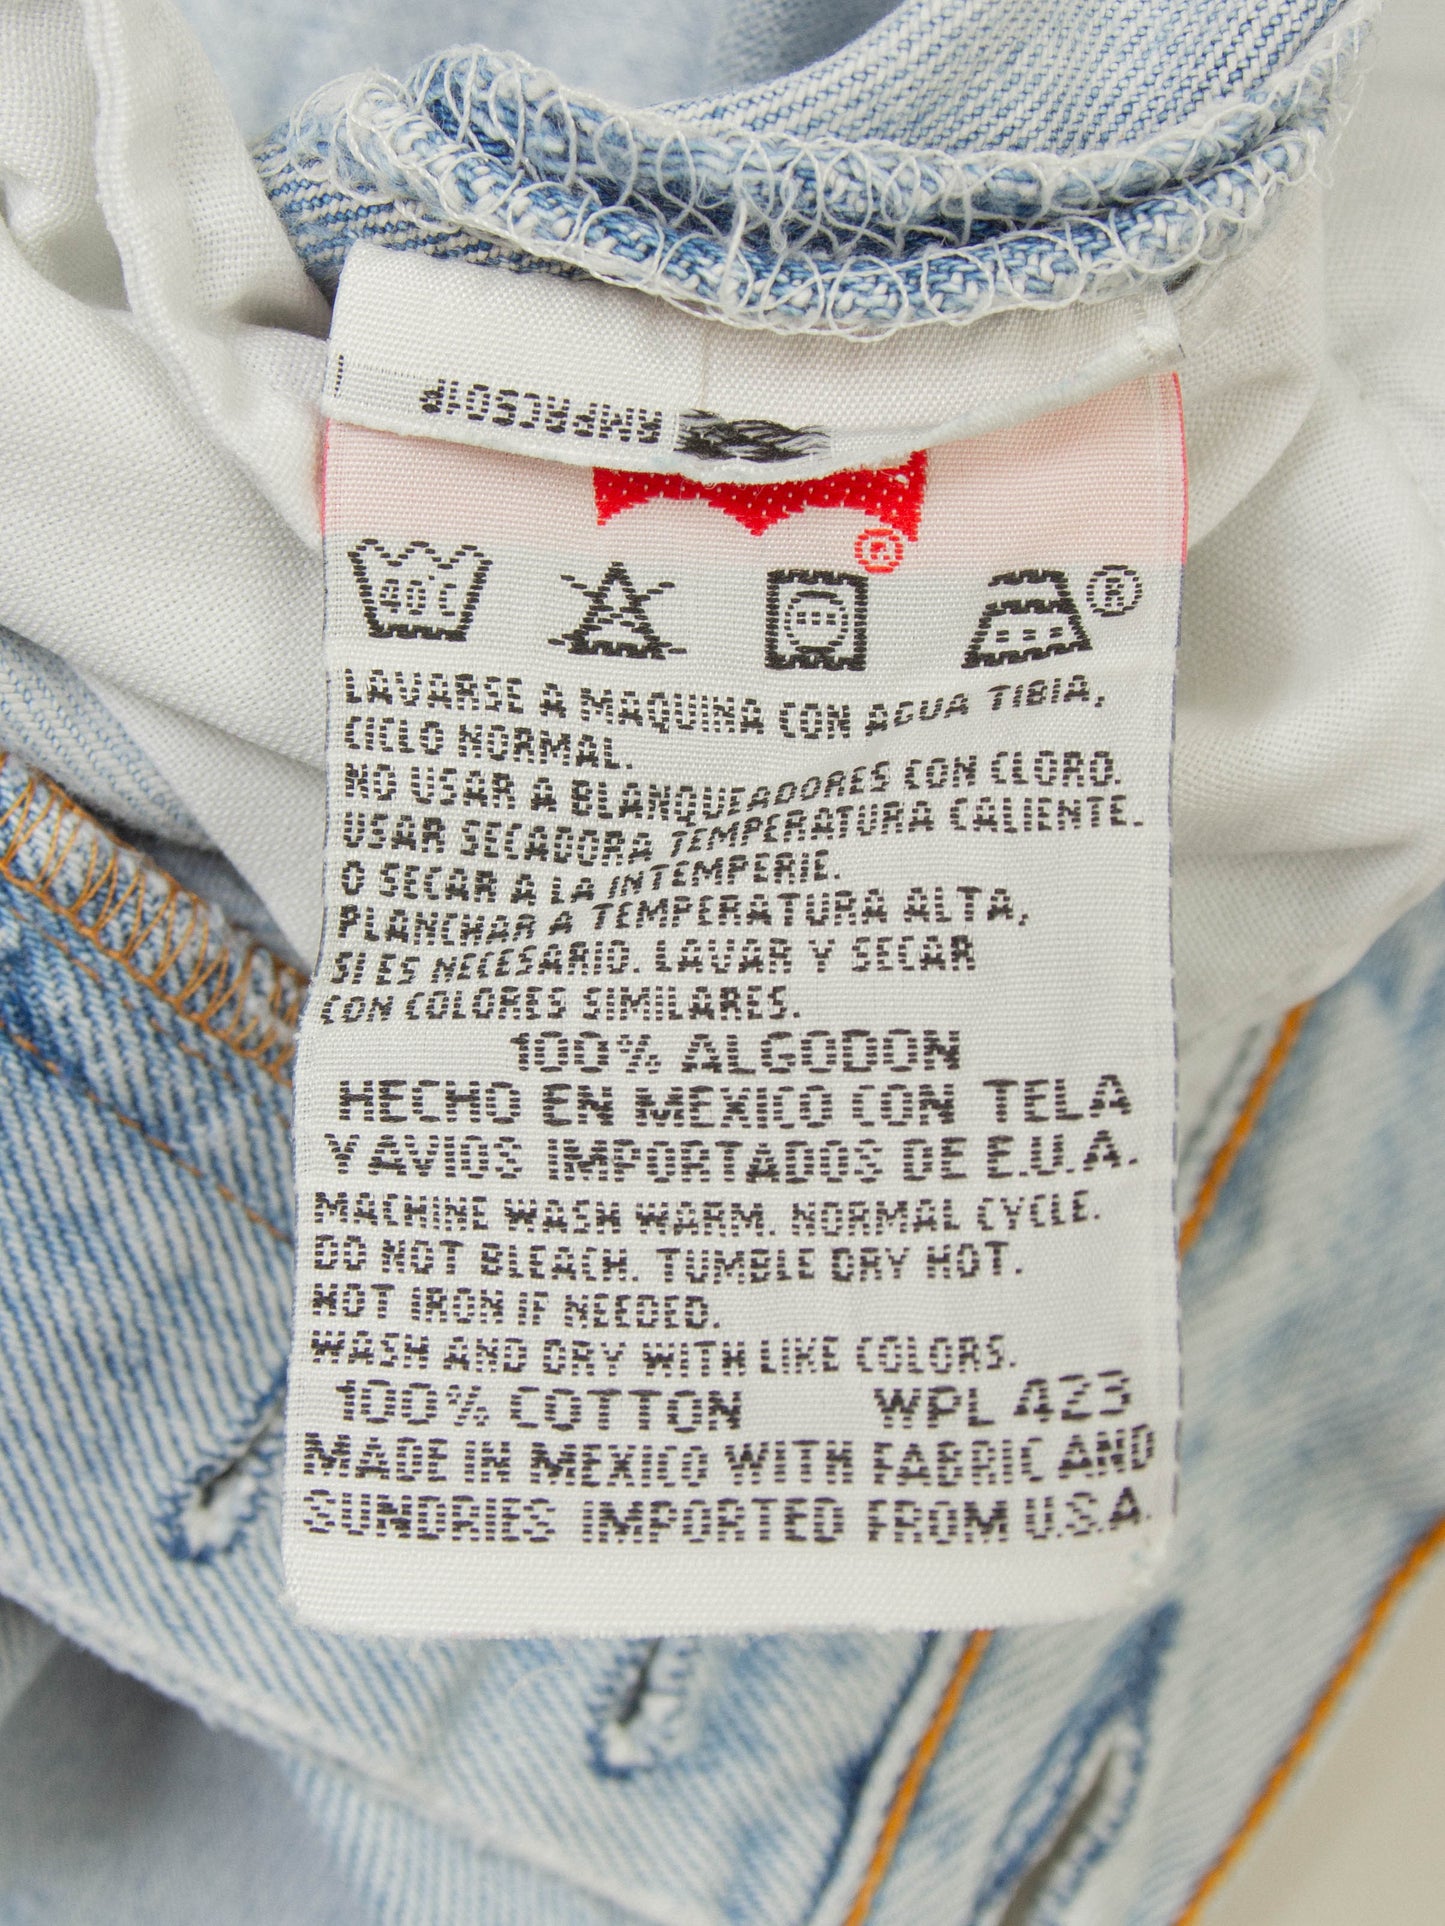 AMFACSO1P
®
40°C
®
LAVARSE A MAQUINA CON AGUA TIBIA,
CICLO NORMAL.
NO USAR A BLANQUEADORES CON CLORO.
USAR SECADORA TEMPERATURA CALIENTE.
O SECAR A LA INTEMPERIE.
PLANCHAR A TEMPERATURA ALTA,
SI ES NECESARIO. LAVAR Y SECAR
CON COLORES SIMILARES.
100% ALGODON
HECHO EN MEXICO CON TELA
Y AVIOS IMPORTADOS DE E.U.A.
MACHINE WASH WARM. NORMAL CYCLE.
DO NOT BLEACH. TUMBLE DRY HOT.
HOT IRON IF NEEDED.
WASH AND DRY WITH LIKE COLORS.
100% COTTON WPL 423
MADE IN MEXICO WITH FABRIC AND
SUNDRIES IMPORTED FROM U.S.A.